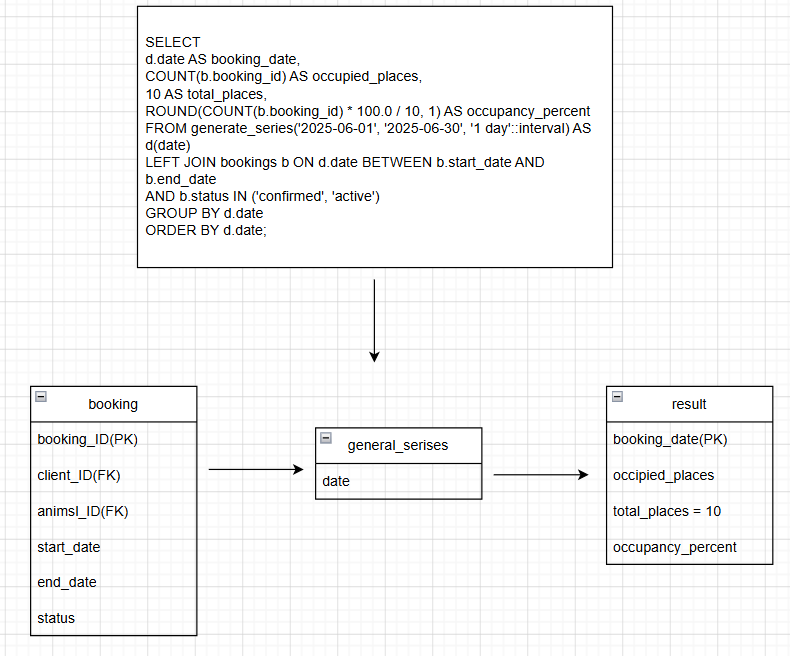 SELECT
d.date AS booking_date,
COUNT(b.booking_id) AS occupied_places,
10 AS total_places,
ROUND(COUNT(b.booking_id) * 100.0 / 10, 1) AS occupancy_percent
FROM generate_series('2025-06-01', '2025-06-30', '1 day'::interval) AS
d(date)
LEFT JOIN bookings b ON d.date BETWEEN b.start_date AND
b.end_date
AND b.status IN ('confirmed', 'active')
GROUP BY d.date
ORDER BY d.date;
booking
booking_ID(PK)
client_ID(FK)
animsl_ID(FK)
start_date
end_date
status
general_serises
date
result
booking_date(PK)
occipied_places
total_places = 10
occupancy_percent